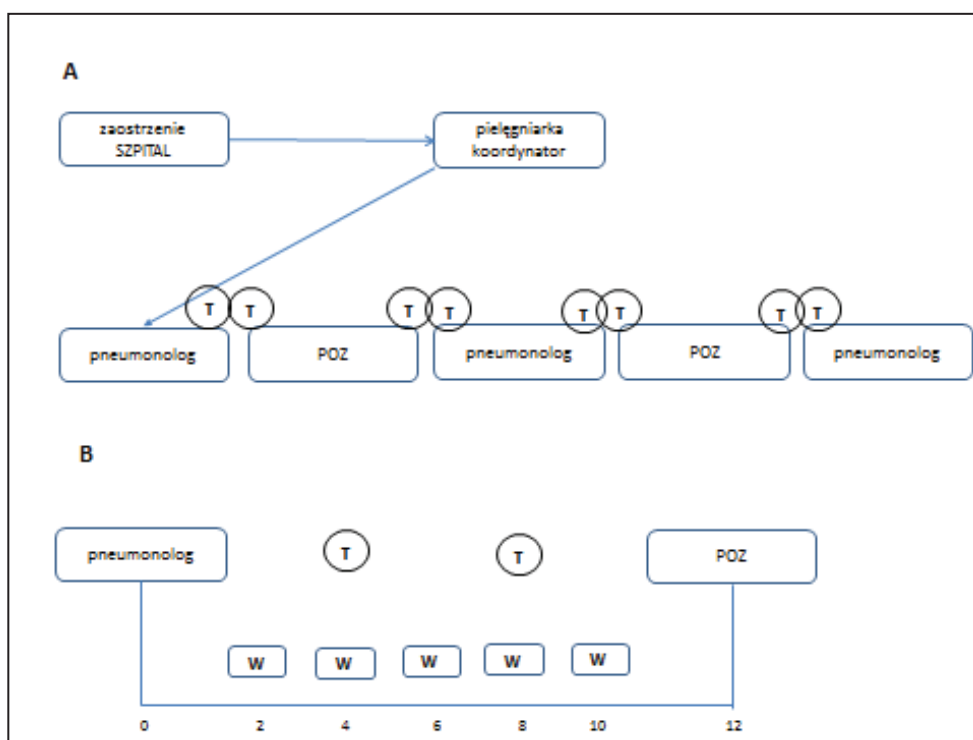 A
zaostrzenie
SZPITAL
pielęgniarka
koordynator
T T T T T T T T
pneumonolog POZ pneumonolog POZ pneumonolog
B
pneumonolog T T POZ
W W W W W
0 2 4 6 8 10 12